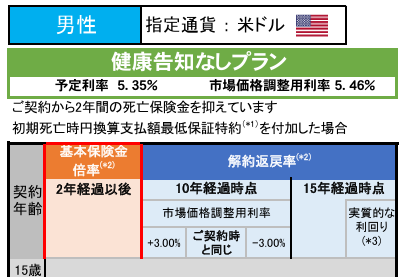 男性
指定通貨 : 米ドル
健康告知なしプラン
予定利率 5.35% 市場価格調整用利率 5.46%
ご契約から2年間の死亡保険金を抑えています
初期死亡時円換算支払額最低保証特約(*1)を付加した場合
契約
年齢
基本保険金
倍率(*2)
2年経過以後
解約返戻率(*2)
10年経過時点
市場価格調整用利率
+3.00%
ご契約時
と同じ
-3.00%
15年経過時点
実質的な
利回り
(*3)
15歳